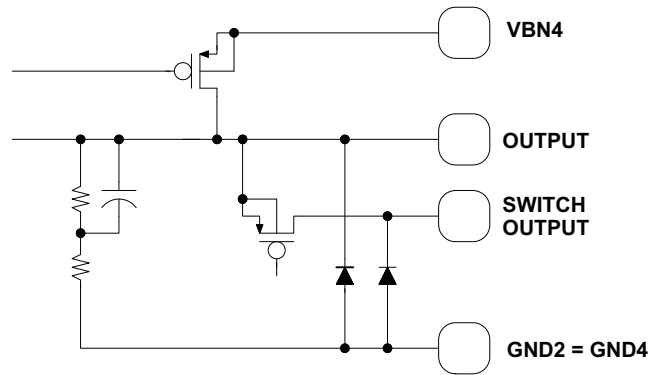 VBN4
OUTPUT
SWITCH
OUTPUT
GND2 = GND4